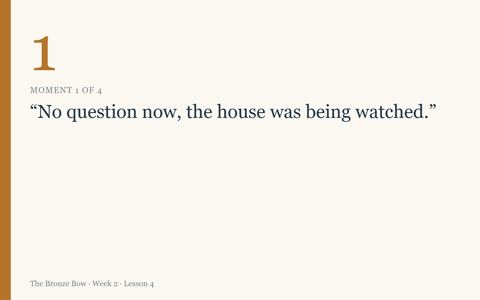 1
MOMENT 1 OF 4
“No question now, the house was being watched.”
The Bronze Bow · Week 2 · Lesson 4